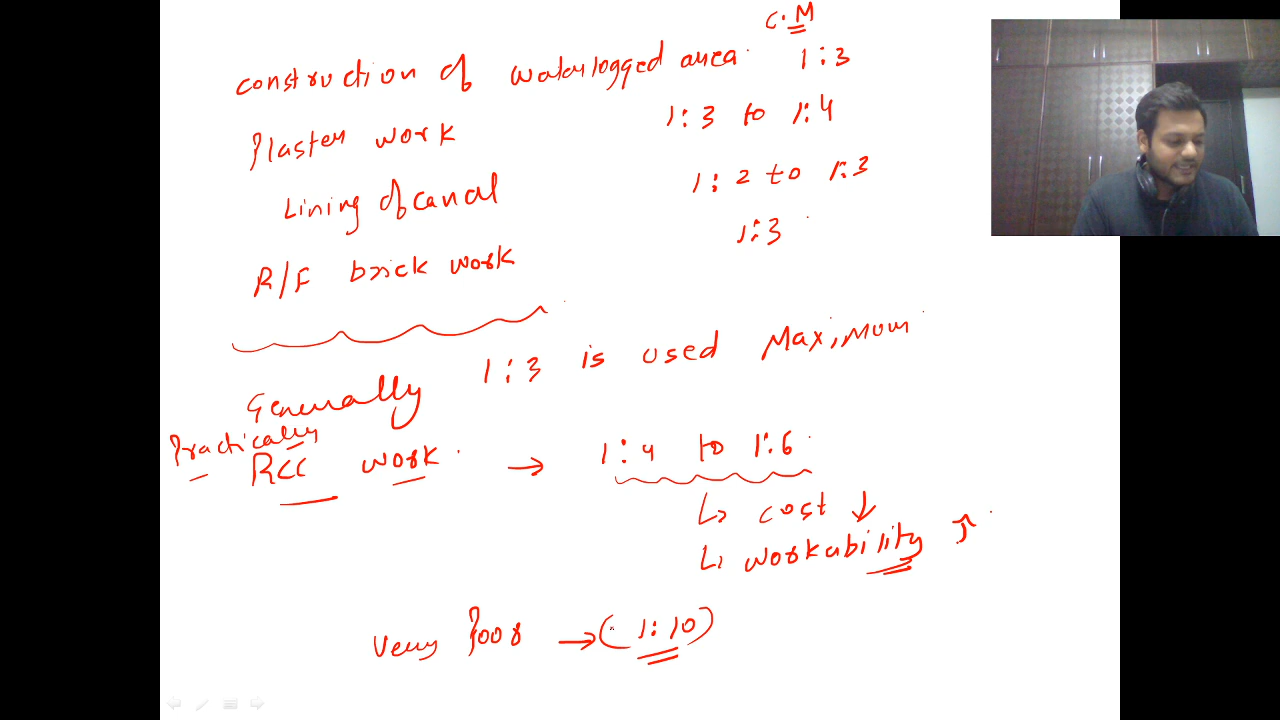 C.M
construction of waterlogged area. 1:3
Plaster work 1:3 to 1:4
Lining of canal 1:2 to 1:3
R/F brick work 1:3
Generally 1:3 is used Maximum
Practically
RCC work. → 1:4 to 1:6
↳ cost ↓
↳ workability ↑
Very Poor → (1:10)